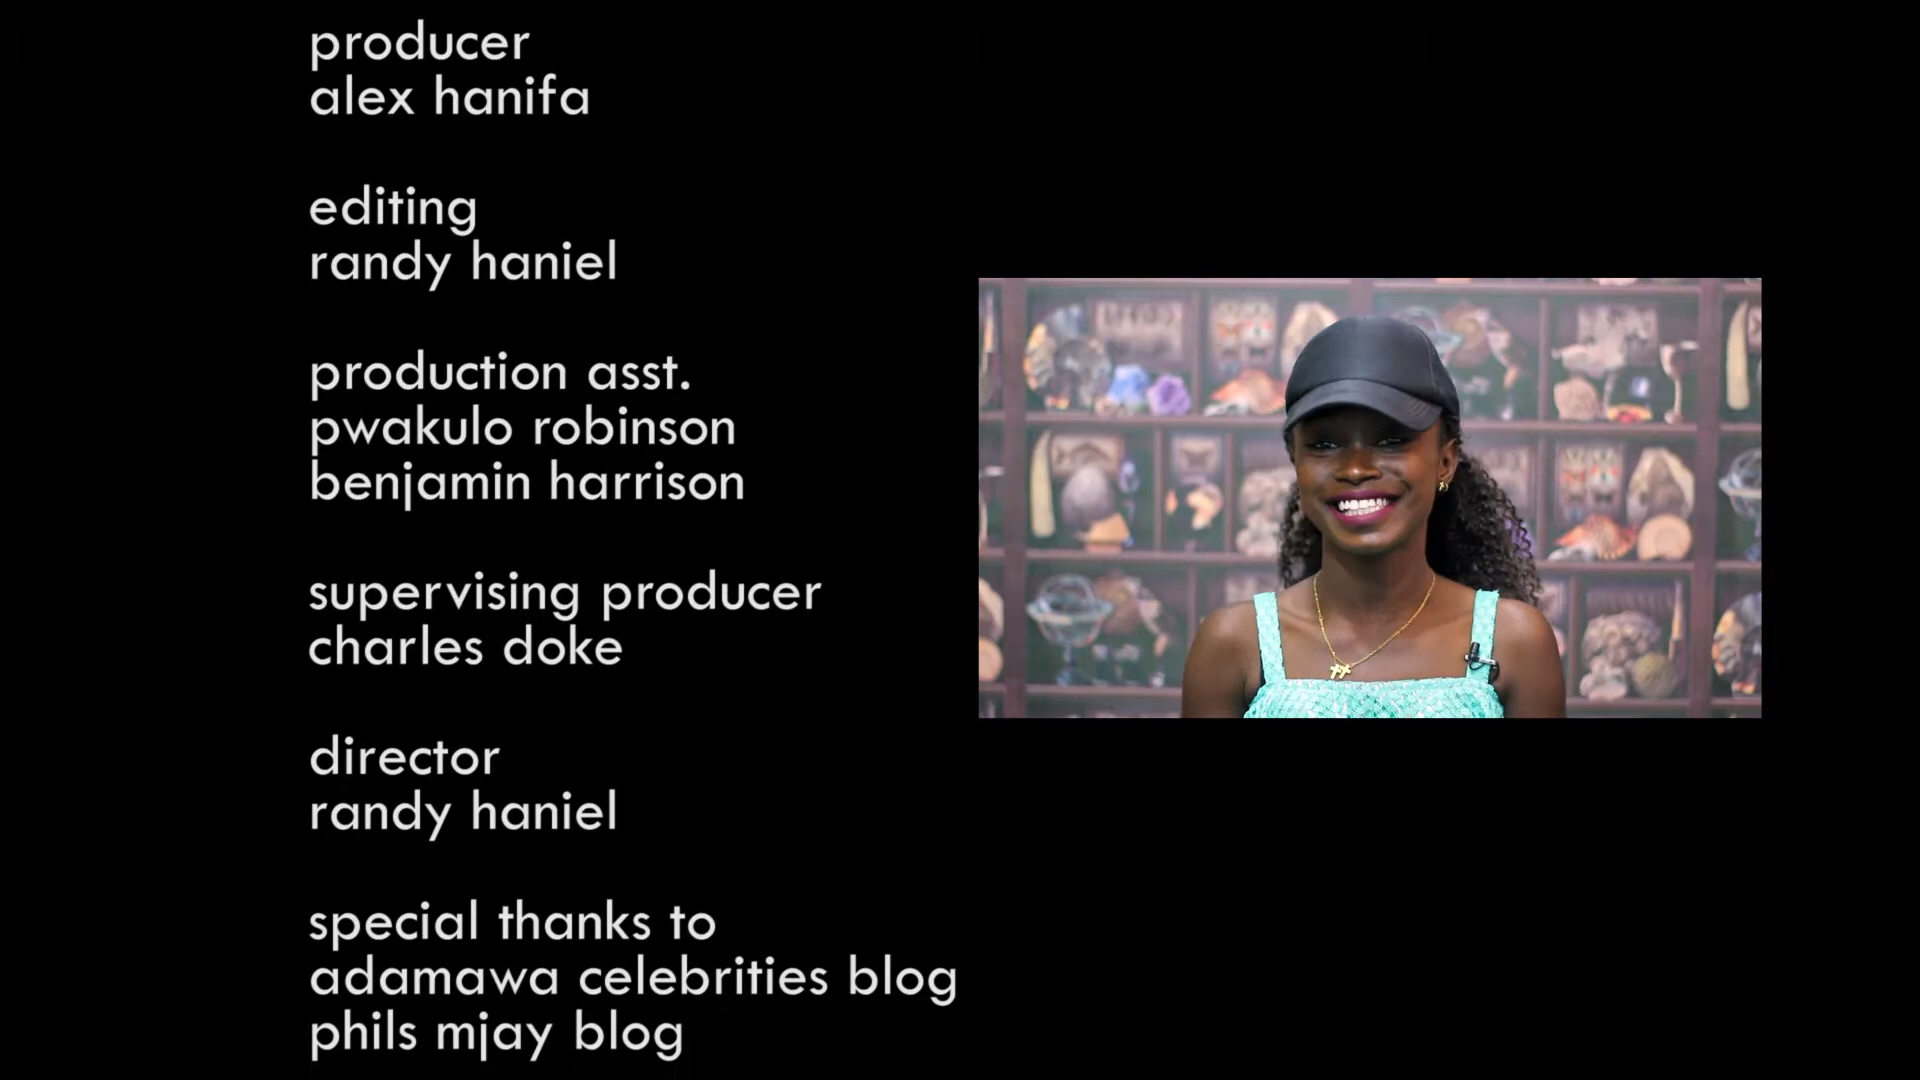 producer
alex hanifa
editing
randy haniel
production asst.
pwakulo robinson
benjamin harrison
supervising producer
charles doke
director
randy haniel
special thanks to
adamawa celebrities blog
phils mjay blog